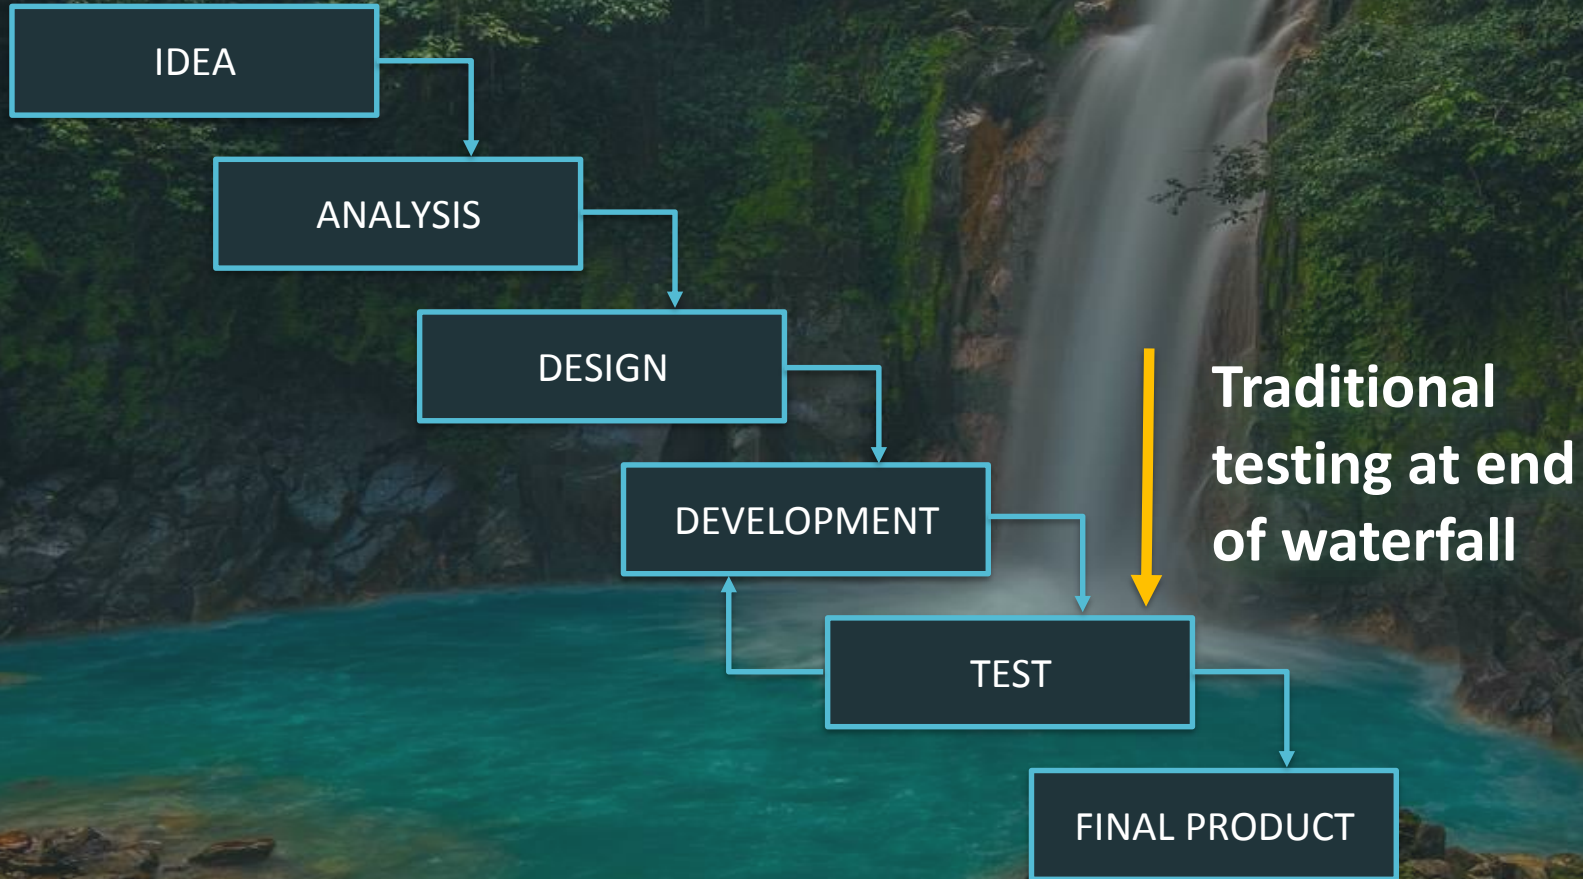 IDEA
ANALYSIS
DESIGN
DEVELOPMENT
Traditional
testing at end
of waterfall
TEST
FINAL PRODUCT